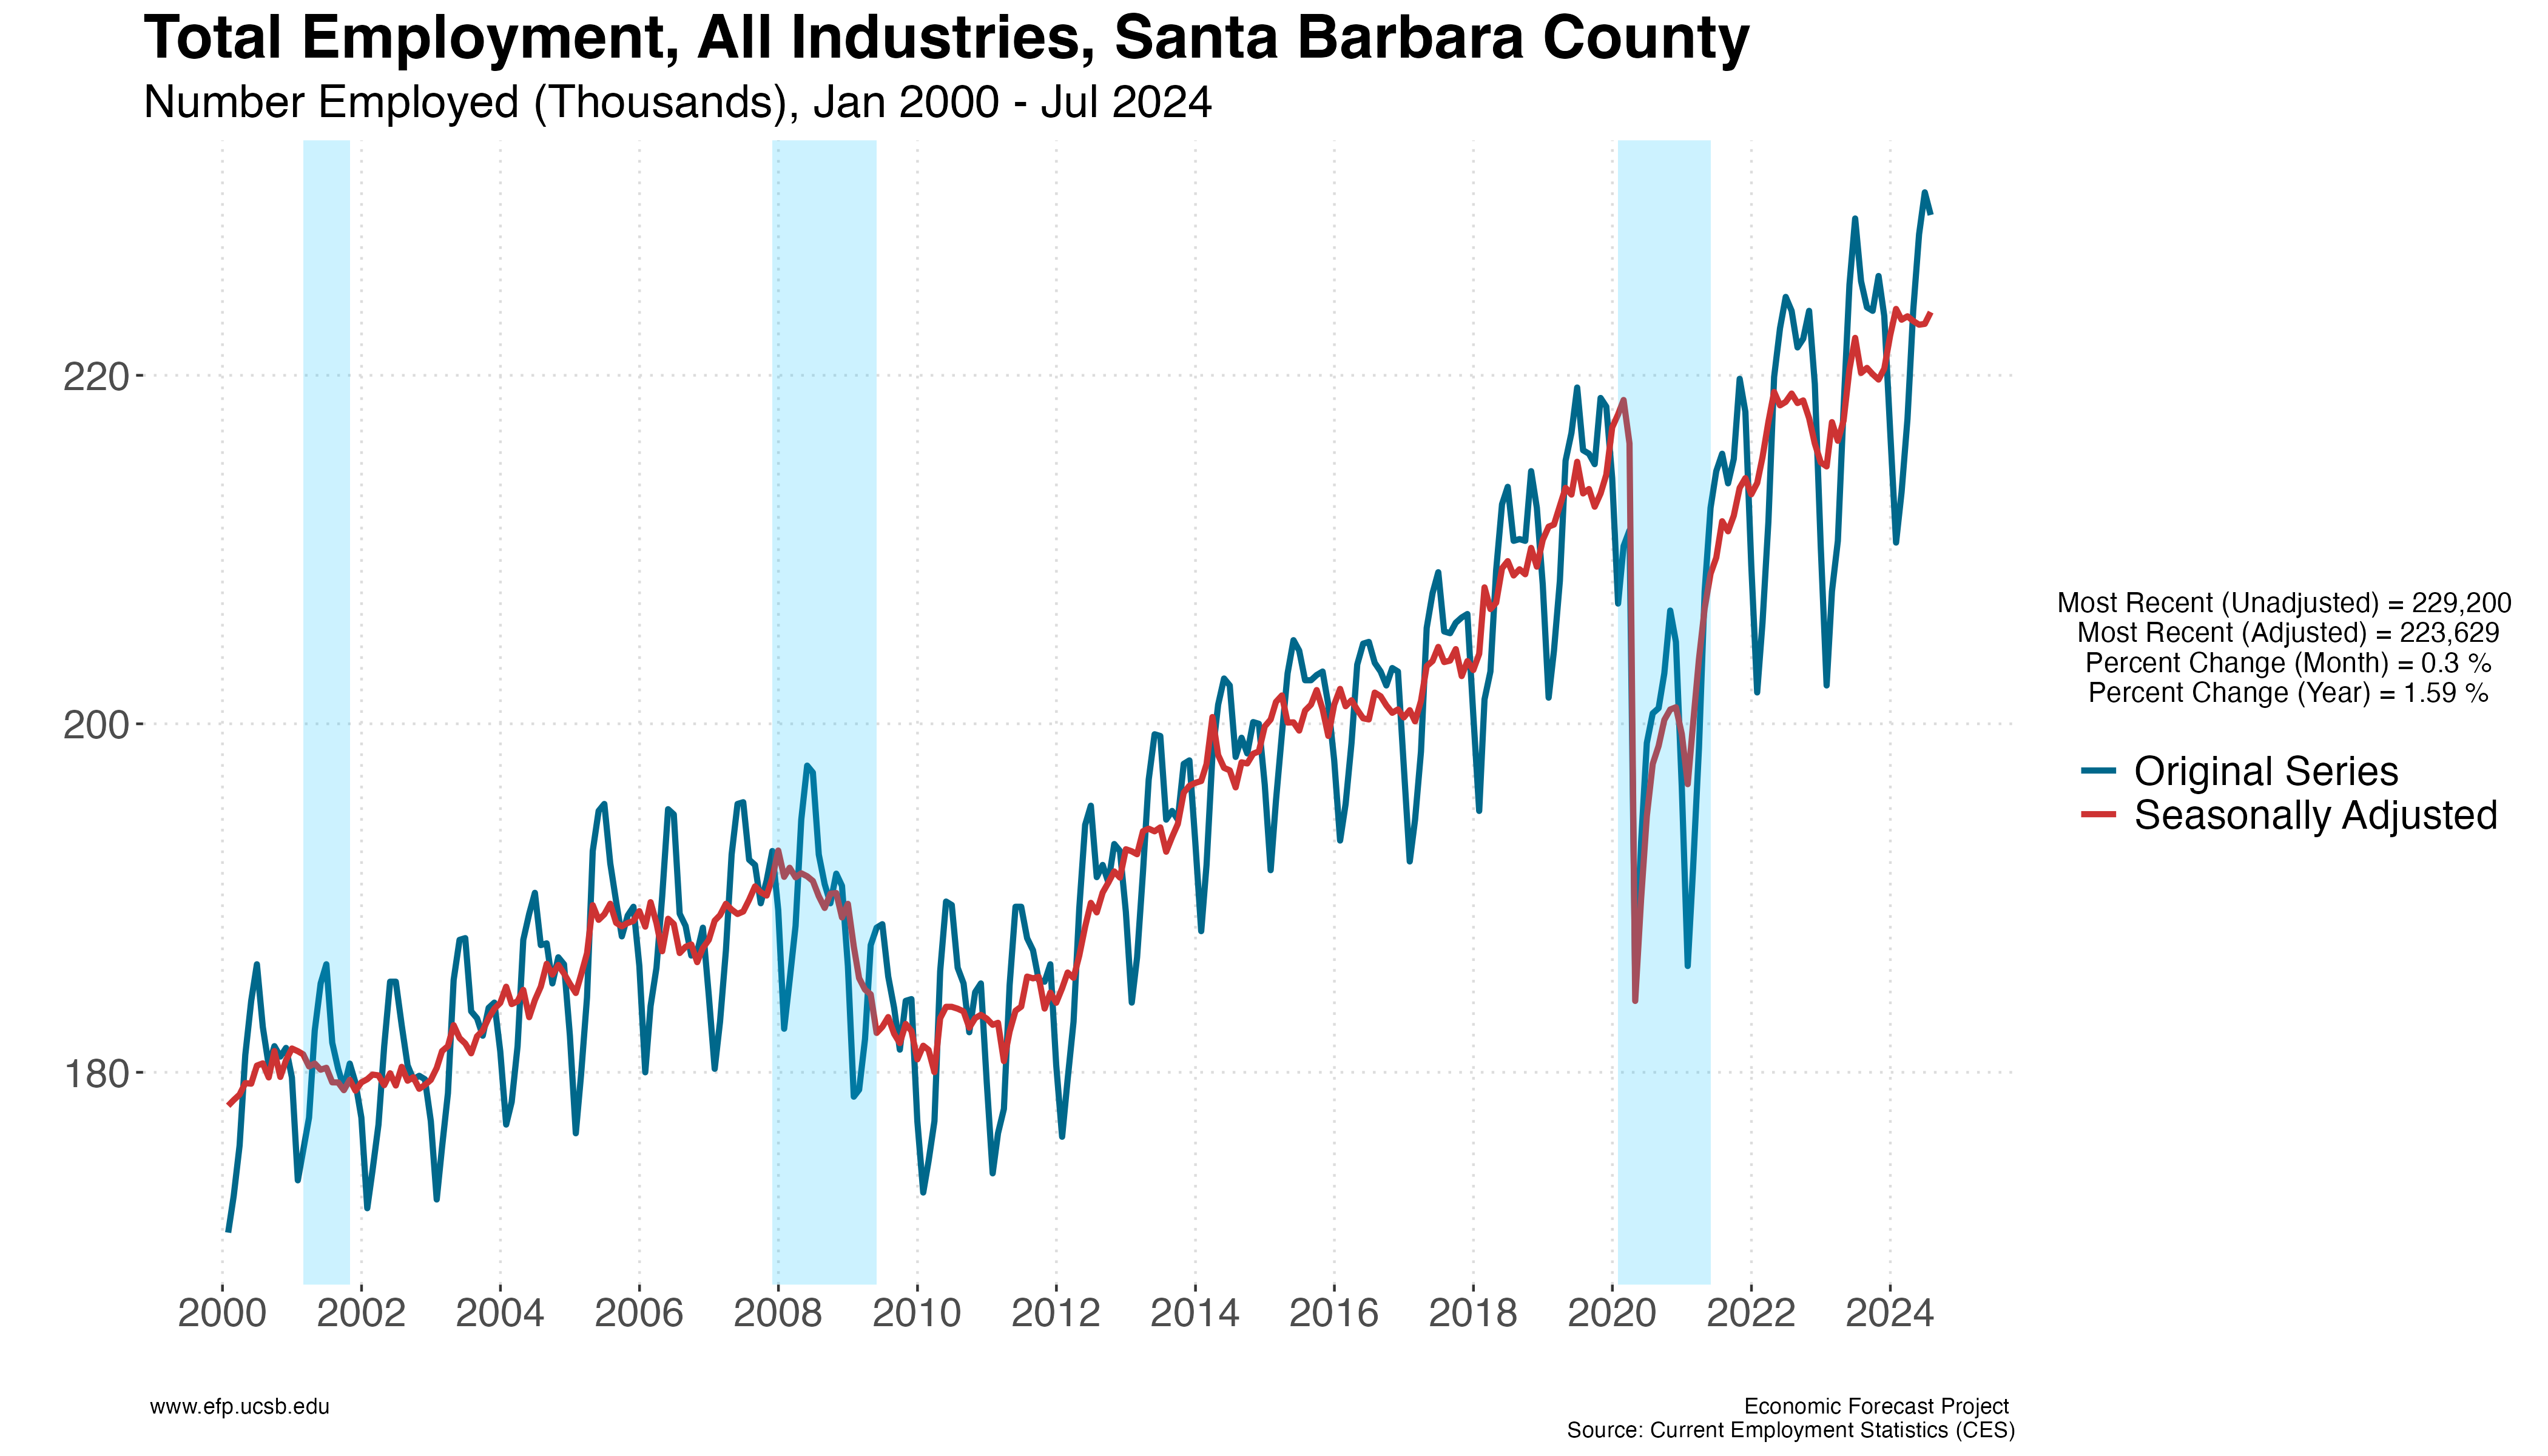 Total Employment, All Industries, Santa Barbara County
Number Employed (Thousands), Jan 2000 - Jul 2024
220
200
180
2000 2002 2004 2006 2008 2010 2012 2014 2016 2018 2020 2022 2024
Most Recent (Unadjusted) = 229,200
Most Recent (Adjusted) = 223,629
Percent Change (Month) = 0.3 %
Percent Change (Year) = 1.59 %
Original Series
Seasonally Adjusted
www.efp.ucsb.edu
Economic Forecast Project
Source: Current Employment Statistics (CES)